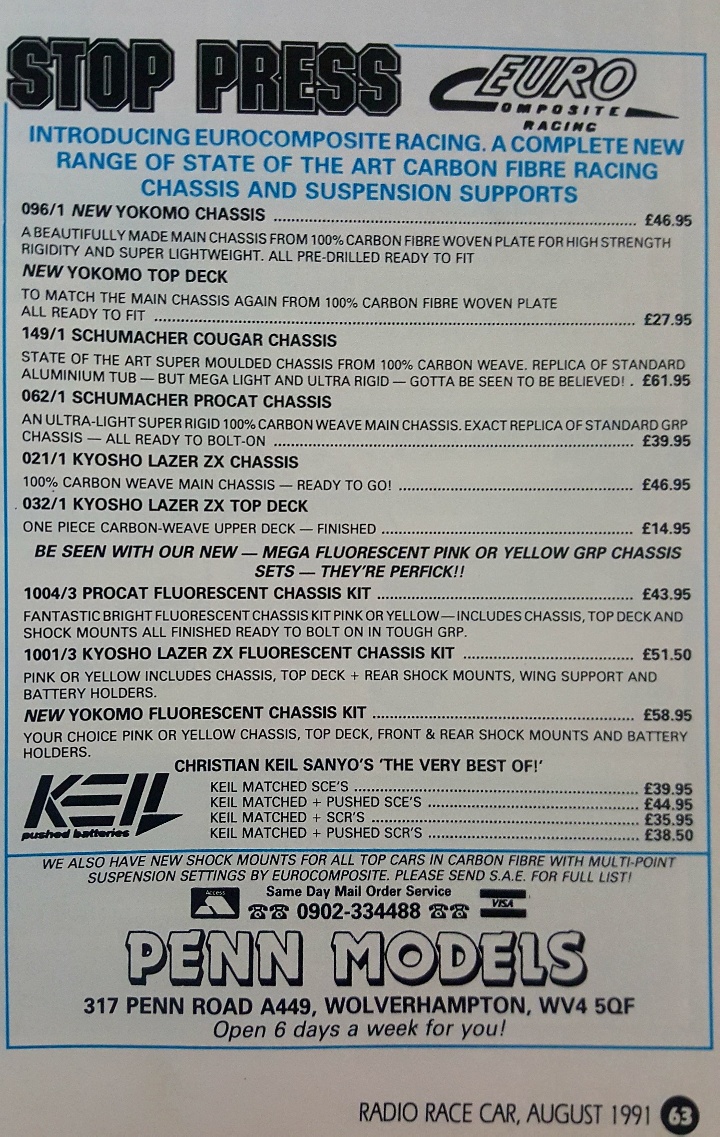 STOP PRESS
EURO
OMPOSITE
RACING
INTRODUCING EUROCOMPOSITE RACING. A COMPLETE NEW
RANGE OF STATE OF THE ART CARBON FIBRE RACING
CHASSIS AND SUSPENSION SUPPORTS
096/1 NEW YOKOMO CHASSIS ........ £46.95
A BEAUTIFULLY MADE MAIN CHASSIS FROM 100% CARBON FIBRE WOVEN PLATE FOR HIGH STRENGTH
RIGIDITY AND SUPER LIGHTWEIGHT. ALL PRE-DRILLED READY TO FIT
NEW YOKOMO TOP DECK
TO MATCH THE MAIN CHASSIS AGAIN FROM 100% CARBON FIBRE WOVEN PLATE
ALL READY TO FIT ........ £27.95
149/1 SCHUMACHER COUGAR CHASSIS
STATE OF THE ART SUPER MOULDED CHASSIS FROM 100% CARBON WEAVE. REPLICA OF STANDARD
ALUMINIUM TUB — BUT MEGA LIGHT AND ULTRA RIGID — GOTTA BE SEEN TO BE BELIEVED! . £61.95
062/1 SCHUMACHER PROCAT CHASSIS
AN ULTRA-LIGHT SUPER RIGID 100% CARBON WEAVE MAIN CHASSIS. EXACT REPLICA OF STANDARD GRP
CHASSIS — ALL READY TO BOLT-ON ........ £39.95
021/1 KYOSHO LAZER ZX CHASSIS
100% CARBON WEAVE MAIN CHASSIS — READY TO GO! ........ £46.95
032/1 KYOSHO LAZER ZX TOP DECK
ONE PIECE CARBON-WEAVE UPPER DECK — FINISHED ........ £14.95
BE SEEN WITH OUR NEW — MEGA FLUORESCENT PINK OR YELLOW GRP CHASSIS
SETS — THEY'RE PERFICK!!
1004/3 PROCAT FLUORESCENT CHASSIS KIT ........ £43.95
FANTASTIC BRIGHT FLUORESCENT CHASSIS KIT PINK OR YELLOW — INCLUDES CHASSIS, TOP DECK AND
SHOCK MOUNTS ALL FINISHED READY TO BOLT ON IN TOUGH GRP.
1001/3 KYOSHO LAZER ZX FLUORESCENT CHASSIS KIT ........ £51.50
PINK OR YELLOW INCLUDES CHASSIS, TOP DECK + REAR SHOCK MOUNTS, WING SUPPORT AND
BATTERY HOLDERS.
NEW YOKOMO FLUORESCENT CHASSIS KIT ........ £58.95
YOUR CHOICE PINK OR YELLOW CHASSIS, TOP DECK, FRONT & REAR SHOCK MOUNTS AND BATTERY
HOLDERS.
CHRISTIAN KEIL SANYO'S 'THE VERY BEST OF!'
KEIL
pushed batteries
KEIL MATCHED SCE'S ........ £39.95
KEIL MATCHED + PUSHED SCE'S ........ £44.95
KEIL MATCHED + SCR'S ........ £35.95
KEIL MATCHED + PUSHED SCR'S ........ £38.50
WE ALSO HAVE NEW SHOCK MOUNTS FOR ALL TOP CARS IN CARBON FIBRE WITH MULTI-POINT
SUSPENSION SETTINGS BY EUROCOMPOSITE. PLEASE SEND S.A.E. FOR FULL LIST!
Access
Same Day Mail Order Service
☎☎ 0902-334488 ☎☎
VISA
PENN MODELS
317 PENN ROAD A449, WOLVERHAMPTON, WV4 5QF
Open 6 days a week for you!
RADIO RACE CAR, AUGUST 1991 63